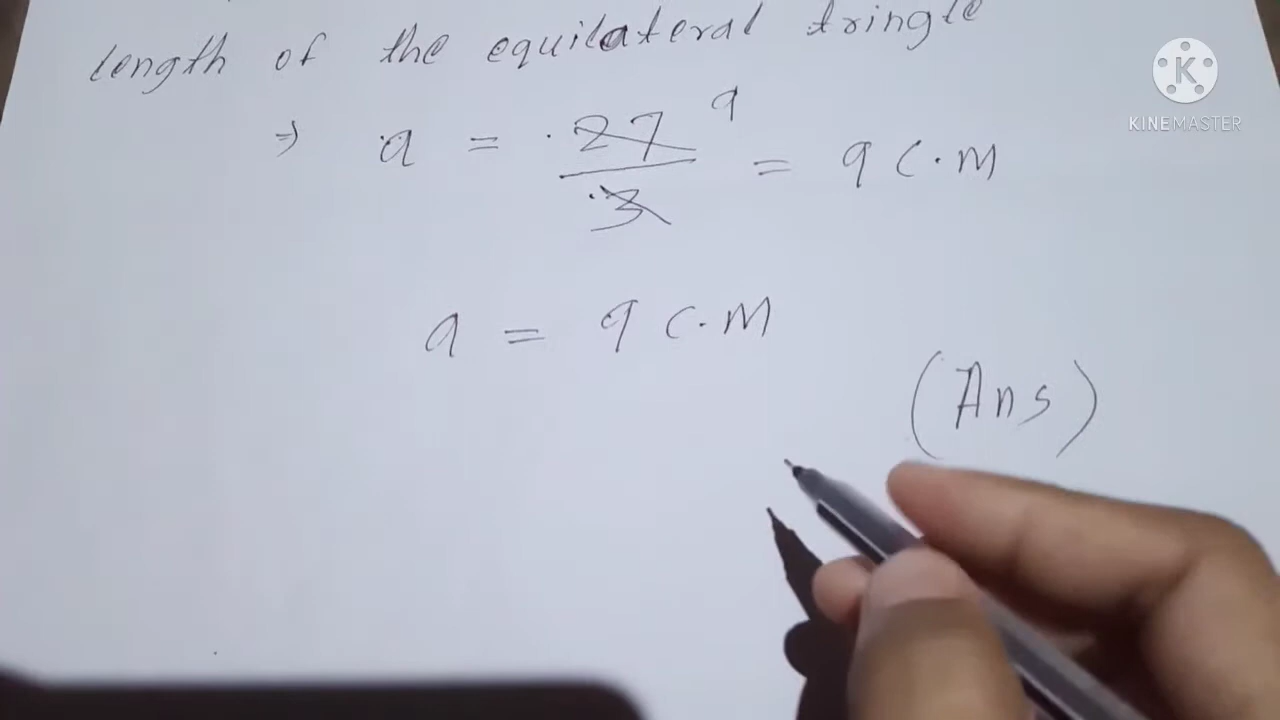 length of the equilateral tringle
⇒ a = 27/3 9 = 9 C.M
a = 9 C.M
(Ans)
K
KINEMASTER